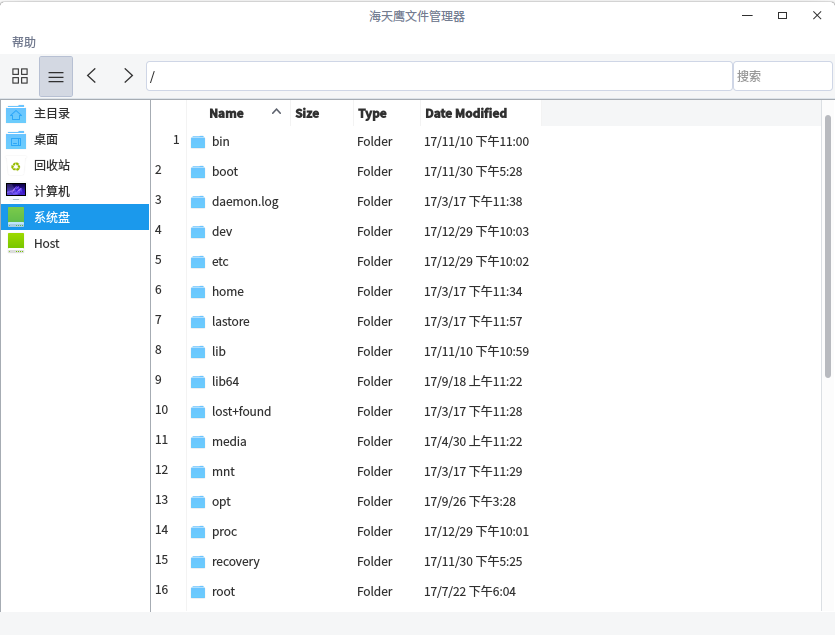 海天鹰文件管理器
帮助
/
搜索
主目录
桌面
回收站
计算机
系统盘
Host
Name Size Type Date Modified
1 bin Folder 17/11/10 下午11:00
2 boot Folder 17/11/30 下午5:28
3 daemon.log Folder 17/3/17 下午11:38
4 dev Folder 17/12/29 下午10:03
5 etc Folder 17/12/29 下午10:02
6 home Folder 17/3/17 下午11:34
7 lastore Folder 17/3/17 下午11:57
8 lib Folder 17/11/10 下午10:59
9 lib64 Folder 17/9/18 上午11:22
10 lost+found Folder 17/3/17 下午11:28
11 media Folder 17/4/30 上午11:22
12 mnt Folder 17/3/17 下午11:29
13 opt Folder 17/9/26 下午3:28
14 proc Folder 17/12/29 下午10:01
15 recovery Folder 17/11/30 下午5:25
16 root Folder 17/7/22 下午6:04